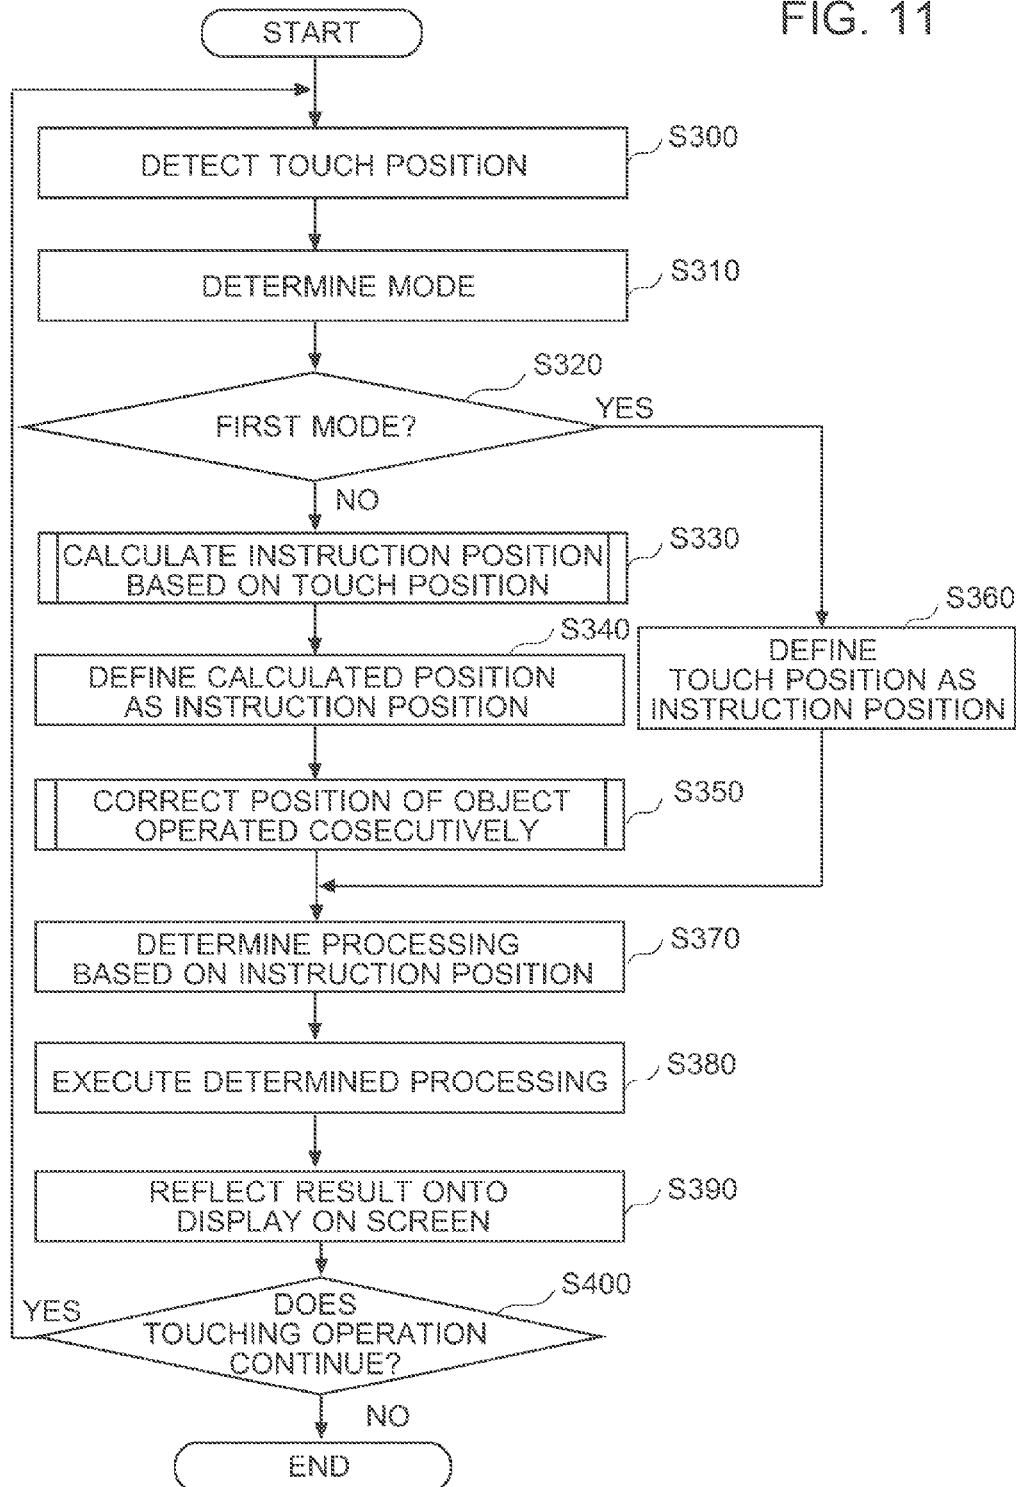 FIG. 11
START
DETECT TOUCH POSITION
S300
DETERMINE MODE
S310
S320
FIRST MODE?
YES
NO
CALCULATE INSTRUCTION POSITION
BASED ON TOUCH POSITION
S330
S340
DEFINE CALCULATED POSITION
AS INSTRUCTION POSITION
S360
DEFINE
TOUCH POSITION AS
INSTRUCTION POSITION
CORRECT POSITION OF OBJECT
OPERATED COSECUTIVELY
S350
DETERMINE PROCESSING
BASED ON INSTRUCTION POSITION
S370
EXECUTE DETERMINED PROCESSING
S380
REFLECT RESULT ONTO
DISPLAY ON SCREEN
S390
S400
YES
DOES
TOUCHING OPERATION
CONTINUE?
NO
END